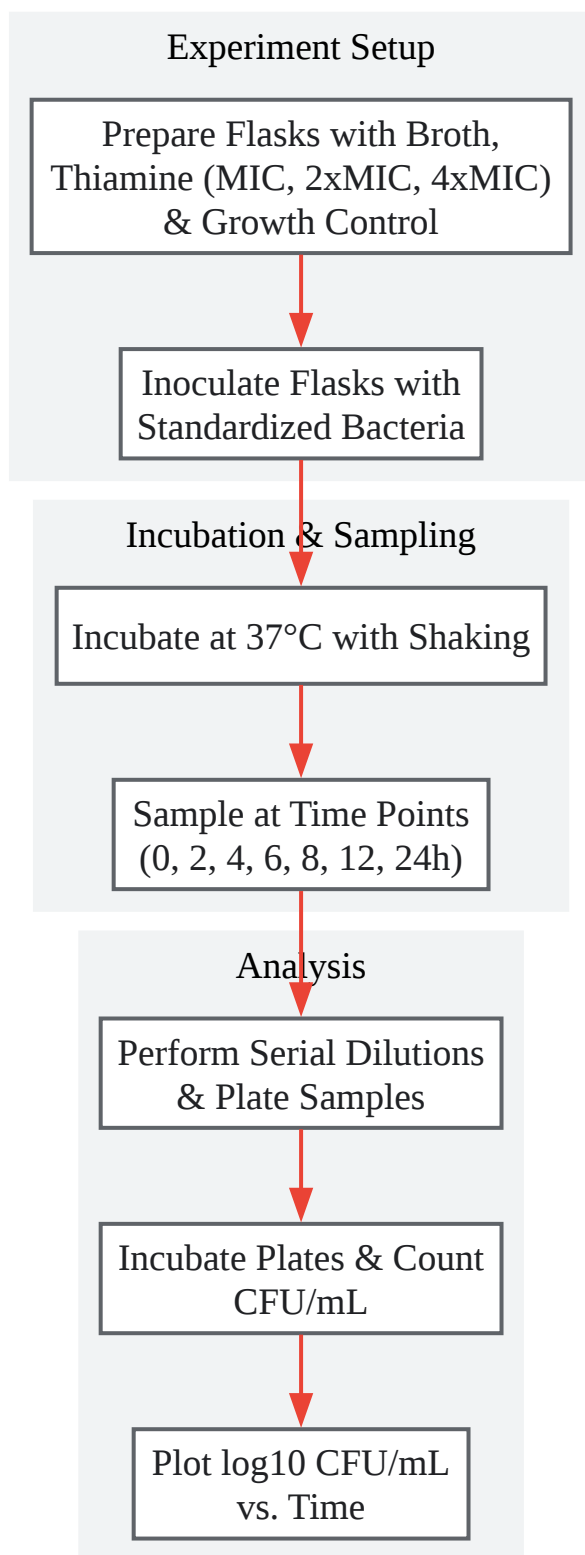 Experiment Setup
Prepare Flasks with Broth,
Thiamine (MIC, 2xMIC, 4xMIC)
& Growth Control
Inoculate Flasks with
Standardized Bacteria
Incubation & Sampling
Incubate at 37°C with Shaking
Sample at Time Points
(0, 2, 4, 6, 8, 12, 24h)
Analysis
Perform Serial Dilutions
& Plate Samples
Incubate Plates & Count
CFU/mL
Plot log10 CFU/mL
vs. Time